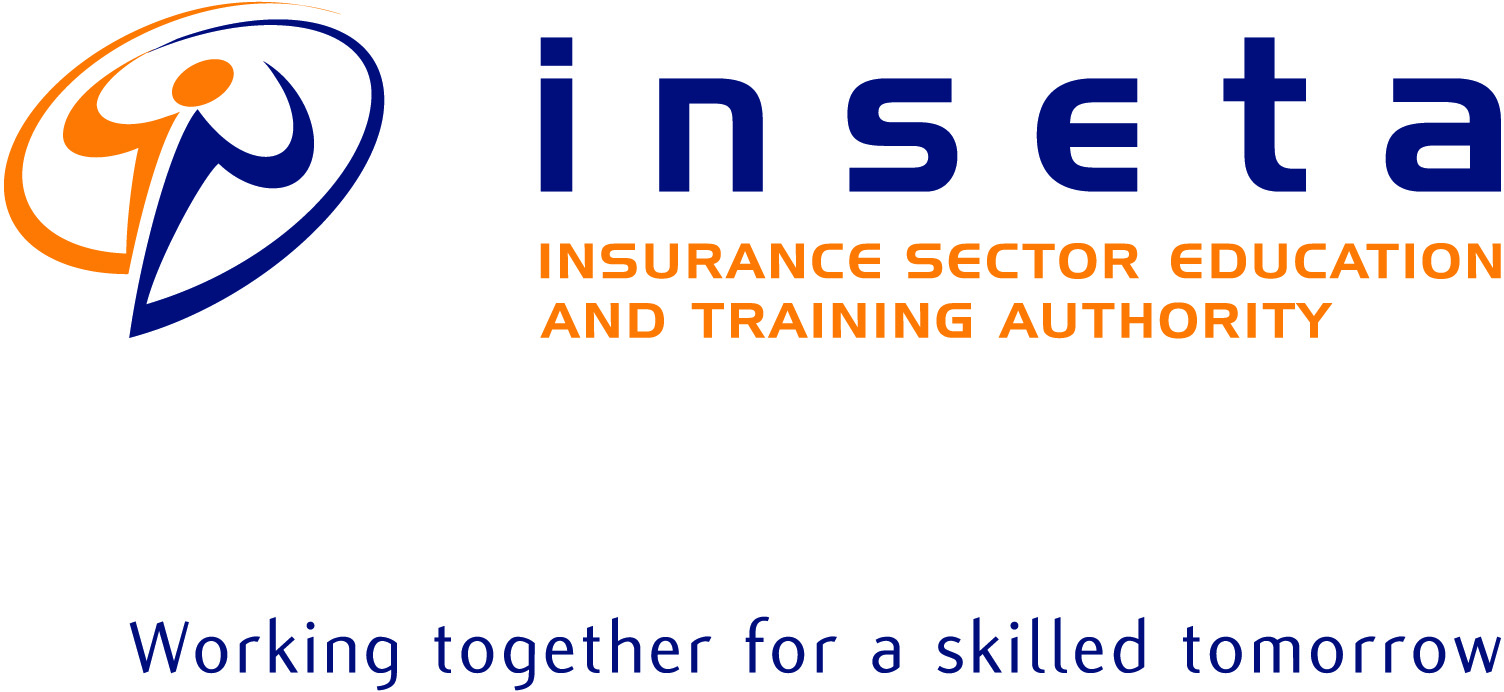 inseta
INSURANCE SECTOR EDUCATION
AND TRAINING AUTHORITY
Working together for a skilled tomorrow